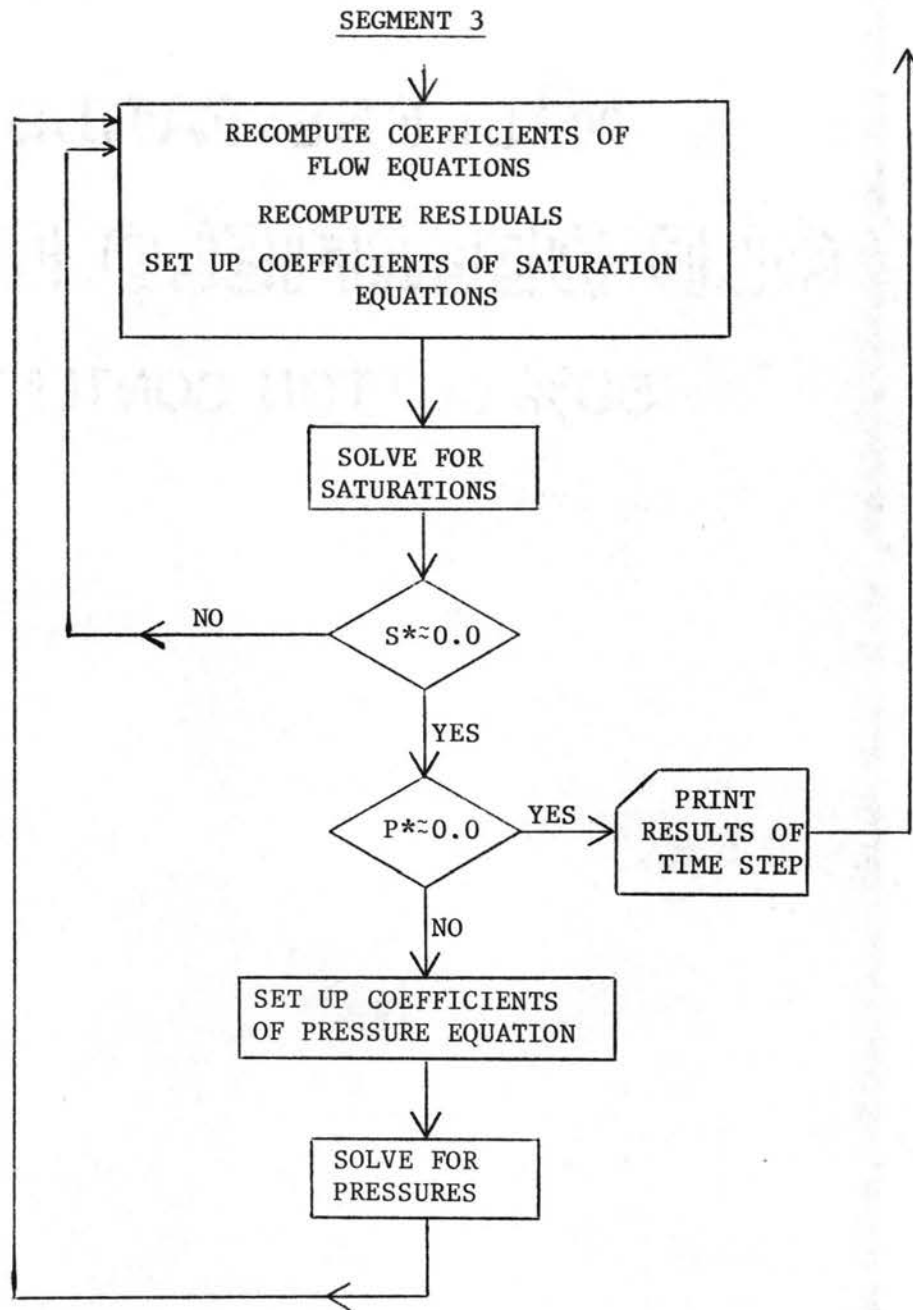 SEGMENT 3
RECOMPUTE COEFFICIENTS OF
FLOW EQUATIONS
RECOMPUTE RESIDUALS
SET UP COEFFICIENTS OF SATURATION
EQUATIONS
SOLVE FOR
SATURATIONS
S*≈0.0
NO
YES
P*≈0.0
YES
PRINT
RESULTS OF
TIME STEP
NO
SET UP COEFFICIENTS
OF PRESSURE EQUATION
SOLVE FOR
PRESSURES